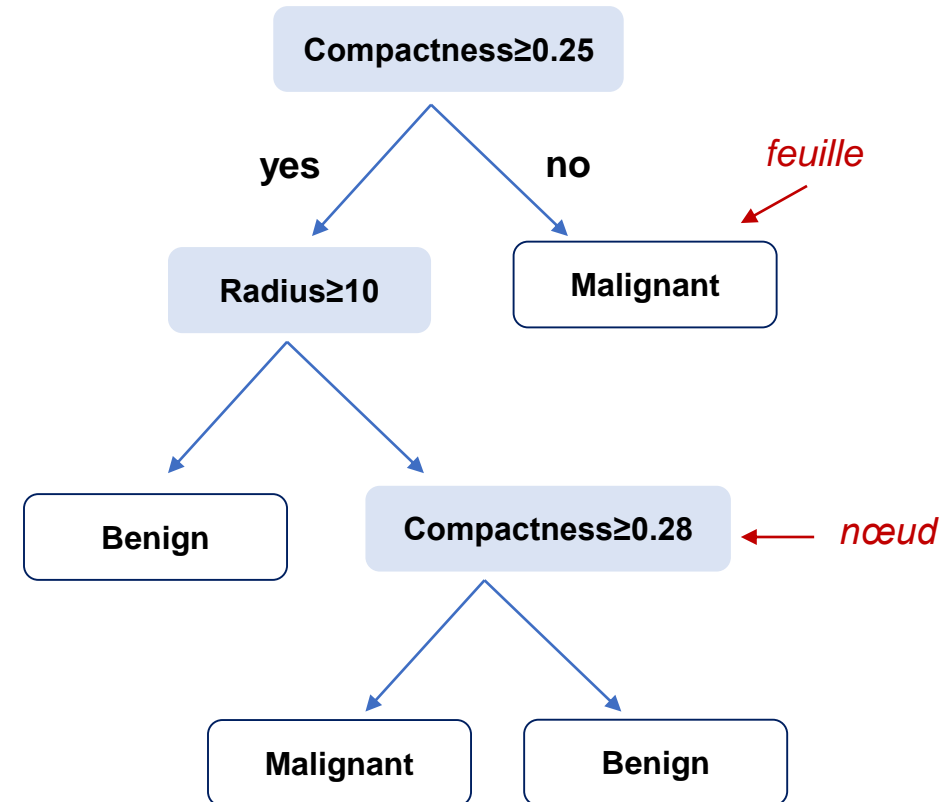 Compactness≥0.25
yes
no
feuille
Radius≥10
Malignant
Benign
Compactness≥0.28
nœud
Malignant
Benign